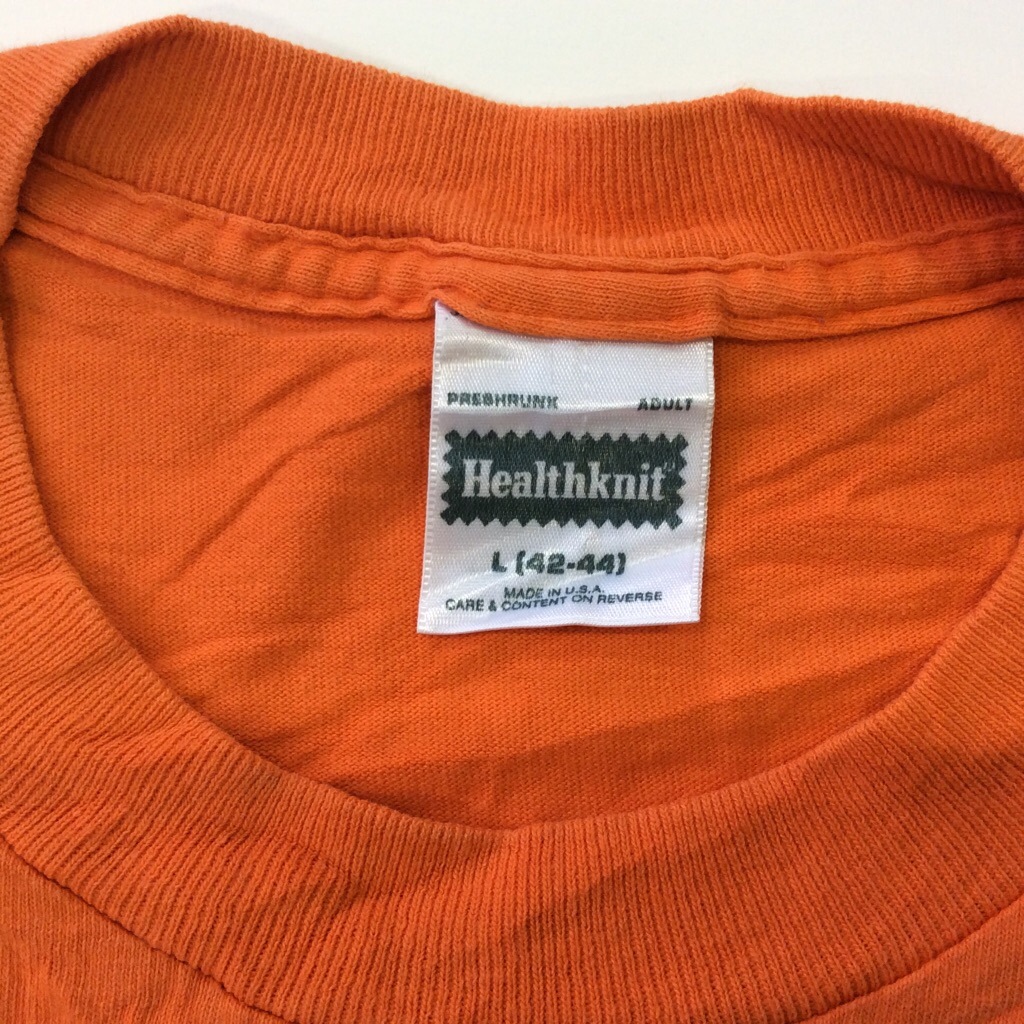 PRESHRUNK ADULT
Healthknit
L (42-44)
MADE IN U.S.A.
CARE & CONTENT ON REVERSE